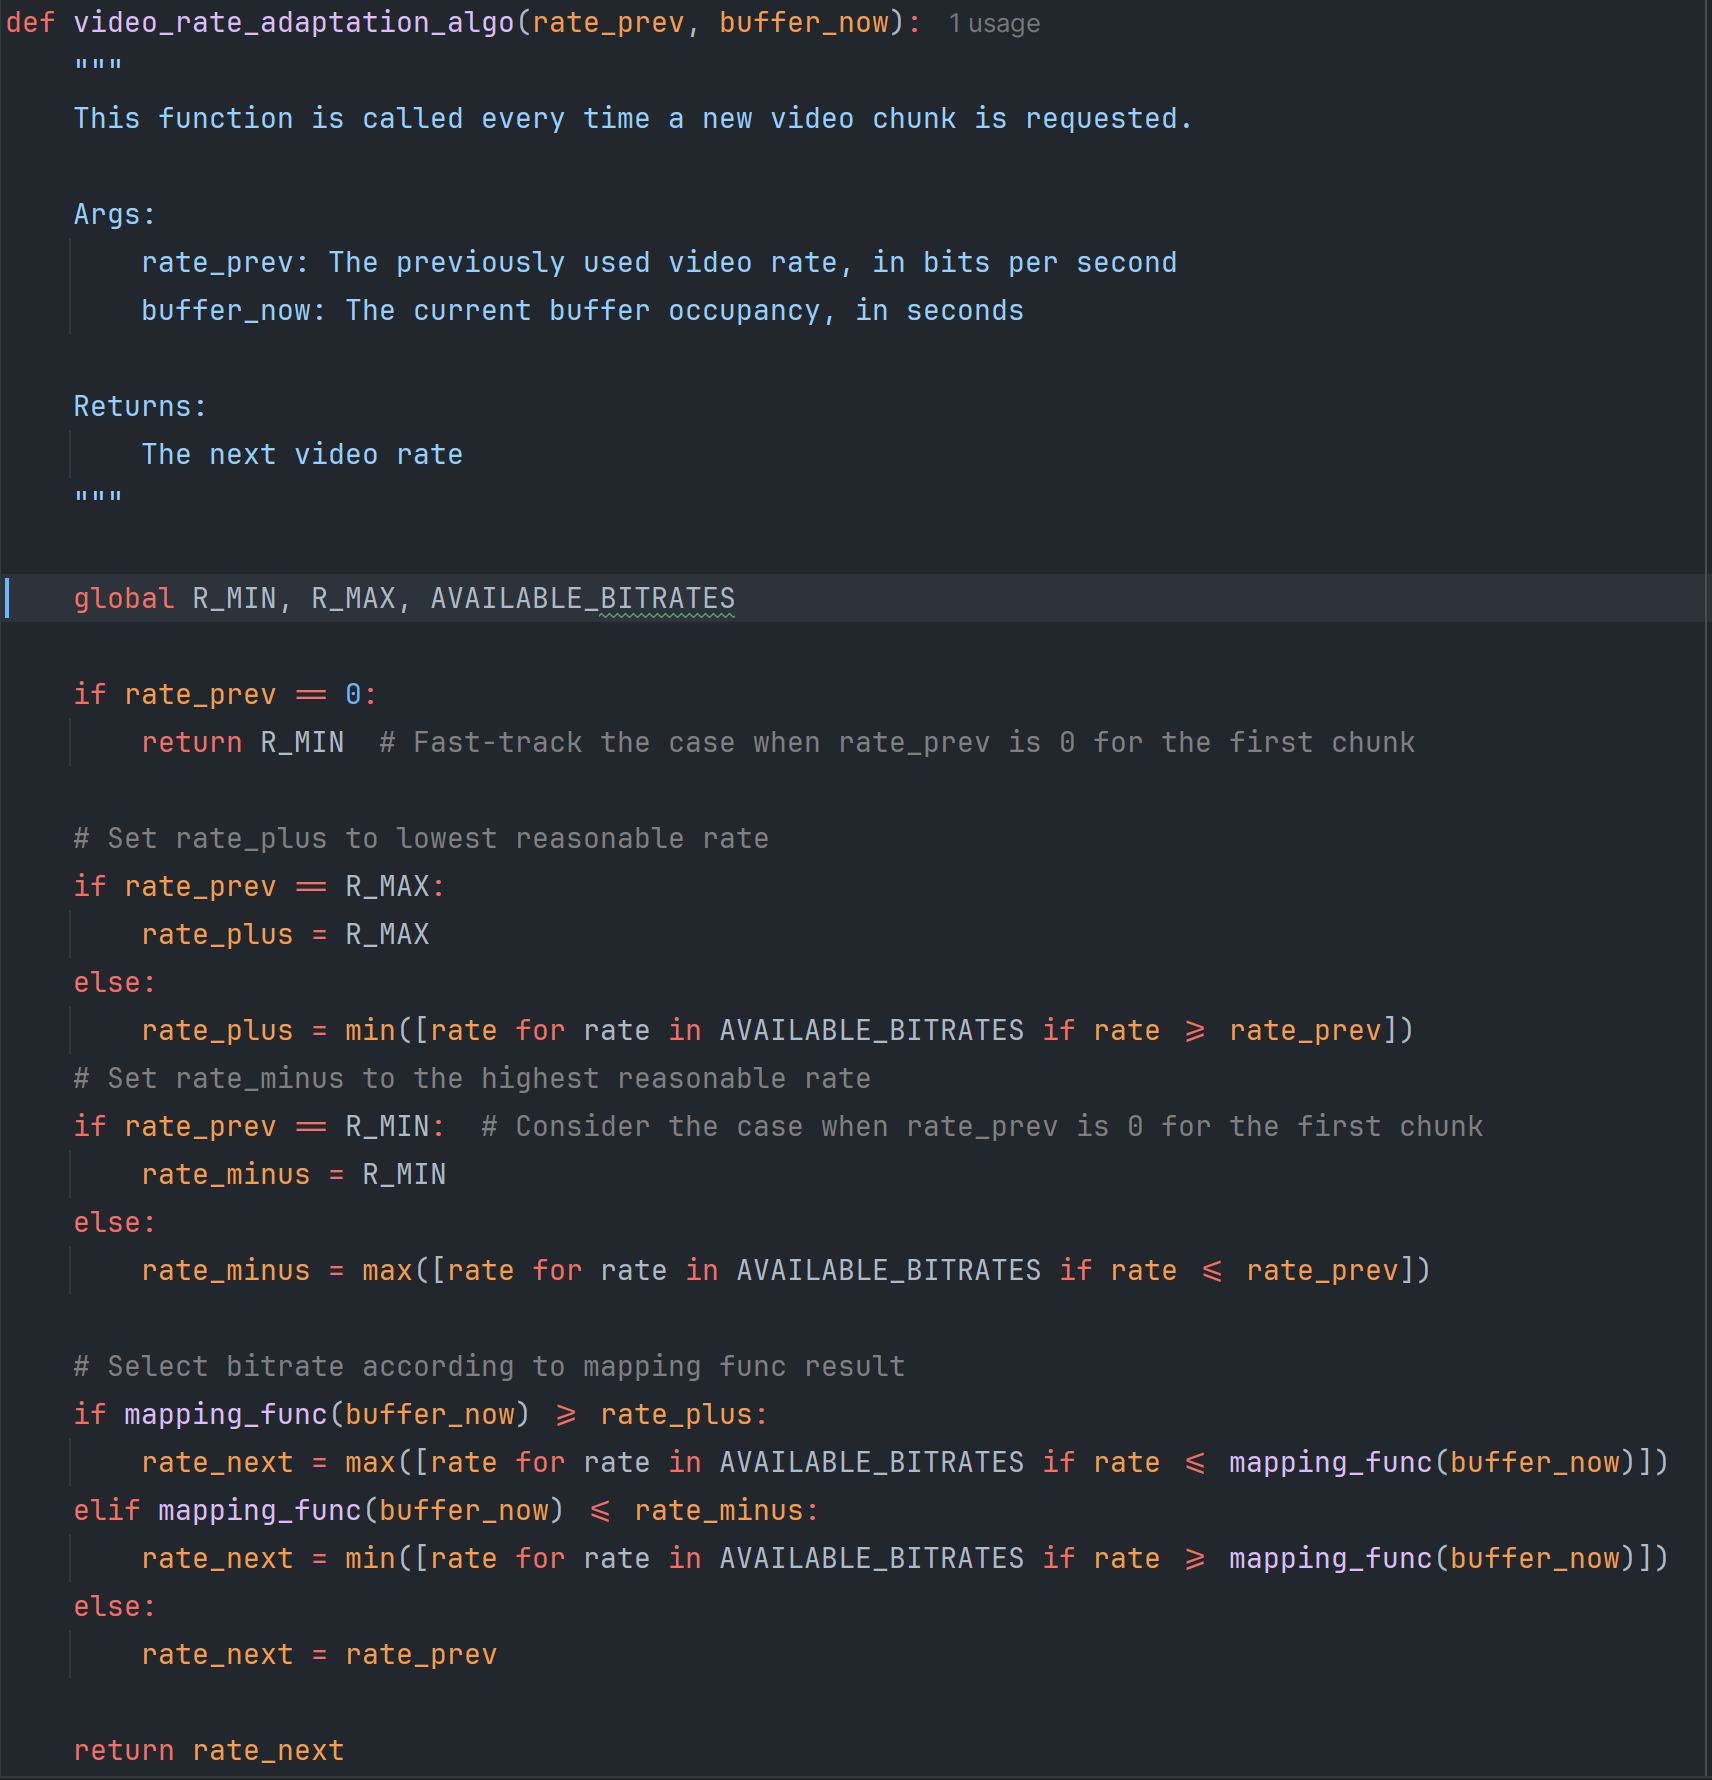 def video_rate_adaptation_algo(rate_prev, buffer_now): 1 usage
"""
This function is called every time a new video chunk is requested.
Args:
rate_prev: The previously used video rate, in bits per second
buffer_now: The current buffer occupancy, in seconds
Returns:
The next video rate
"""
global R_MIN, R_MAX, AVAILABLE_BITRATES
if rate_prev == 0:
return R_MIN  # Fast-track the case when rate_prev is 0 for the first chunk
# Set rate_plus to lowest reasonable rate
if rate_prev == R_MAX:
rate_plus = R_MAX
else:
rate_plus = min([rate for rate in AVAILABLE_BITRATES if rate >= rate_prev])
# Set rate_minus to the highest reasonable rate
if rate_prev == R_MIN:  # Consider the case when rate_prev is 0 for the first chunk
rate_minus = R_MIN
else:
rate_minus = max([rate for rate in AVAILABLE_BITRATES if rate <= rate_prev])
# Select bitrate according to mapping func result
if mapping_func(buffer_now) >= rate_plus:
rate_next = max([rate for rate in AVAILABLE_BITRATES if rate <= mapping_func(buffer_now)])
elif mapping_func(buffer_now) <= rate_minus:
rate_next = min([rate for rate in AVAILABLE_BITRATES if rate >= mapping_func(buffer_now)])
else:
rate_next = rate_prev
return rate_next